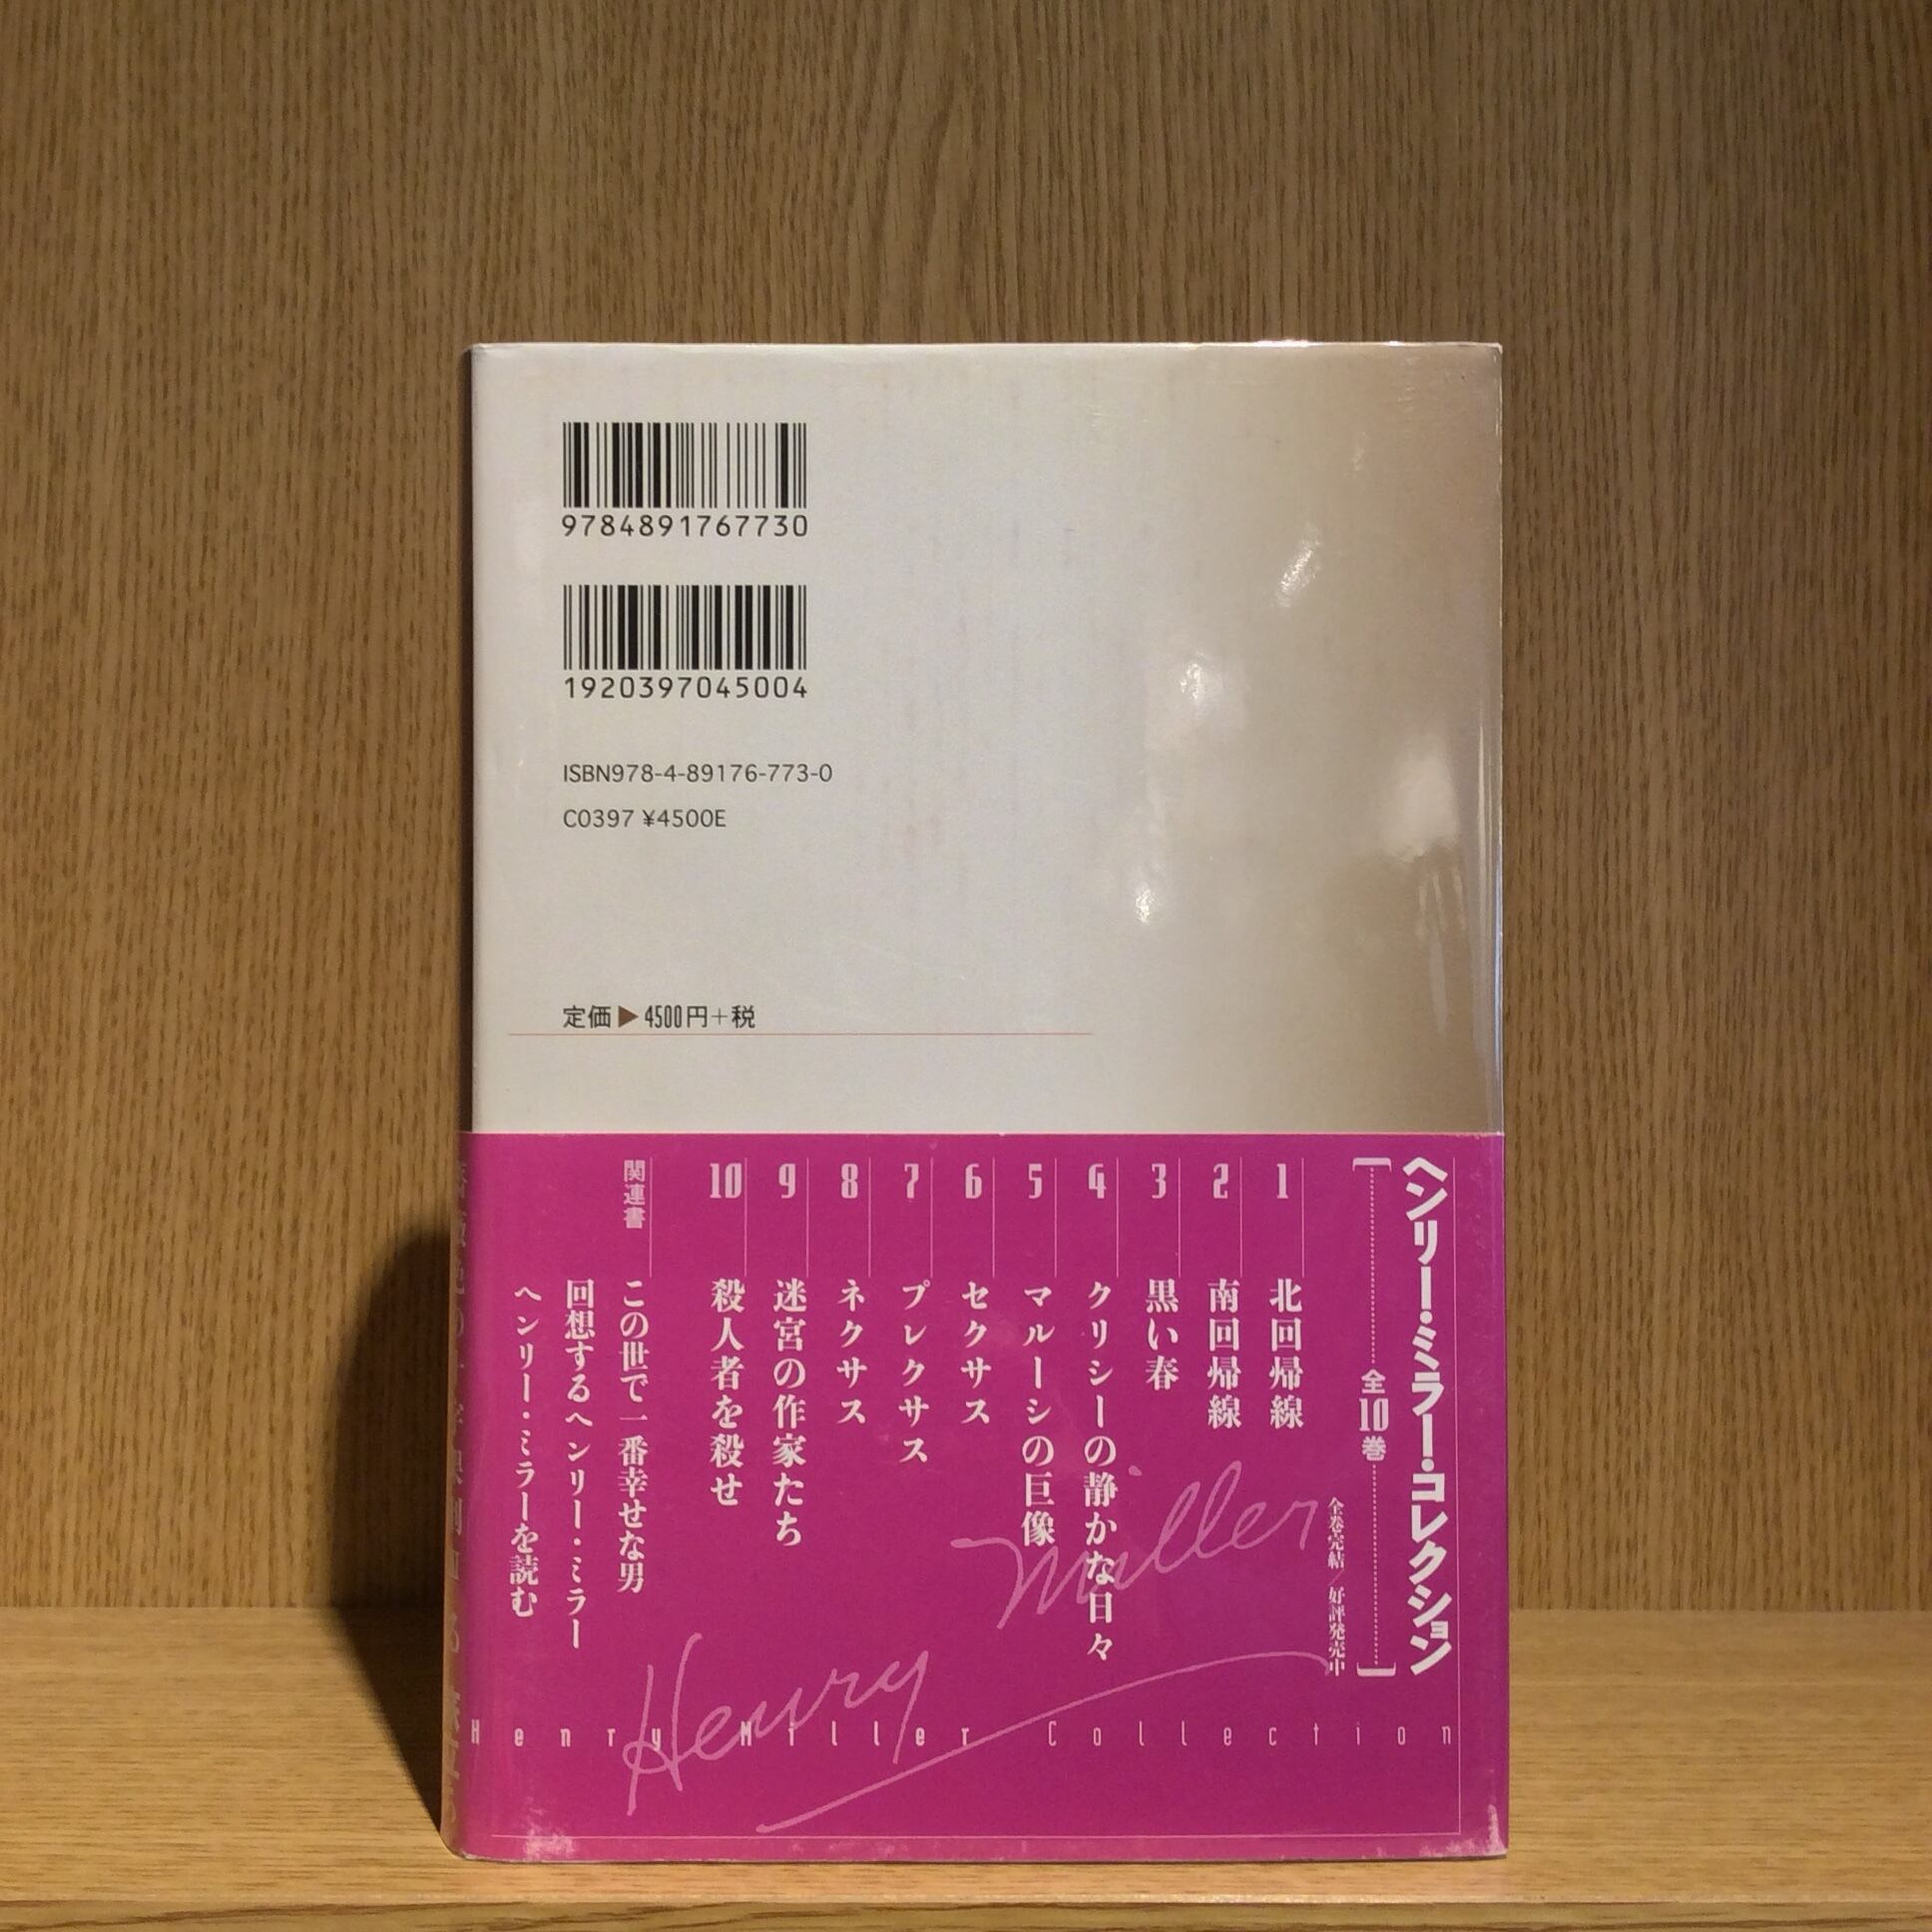 9784891767730
1920397045004
ISBN978-4-89176-773-0
C0397 ¥4500E
定価▶4500円+税
ヘンリー・ミラー・コレクション
全10巻
全巻完結/好評発売中
1 北回帰線
2 南回帰線
3 黒い春
4 クリシーの静かな日々
5 マルーシの巨像
6 セクサス
7 プレクサス
8 ネクサス
9 迷宮の作家たち
10 殺人者を殺せ
関連書 この世で一番幸せな男
回想するヘンリー・ミラー
ヘンリー・ミラーを読む
Henry Miller
Henry Miller Collection